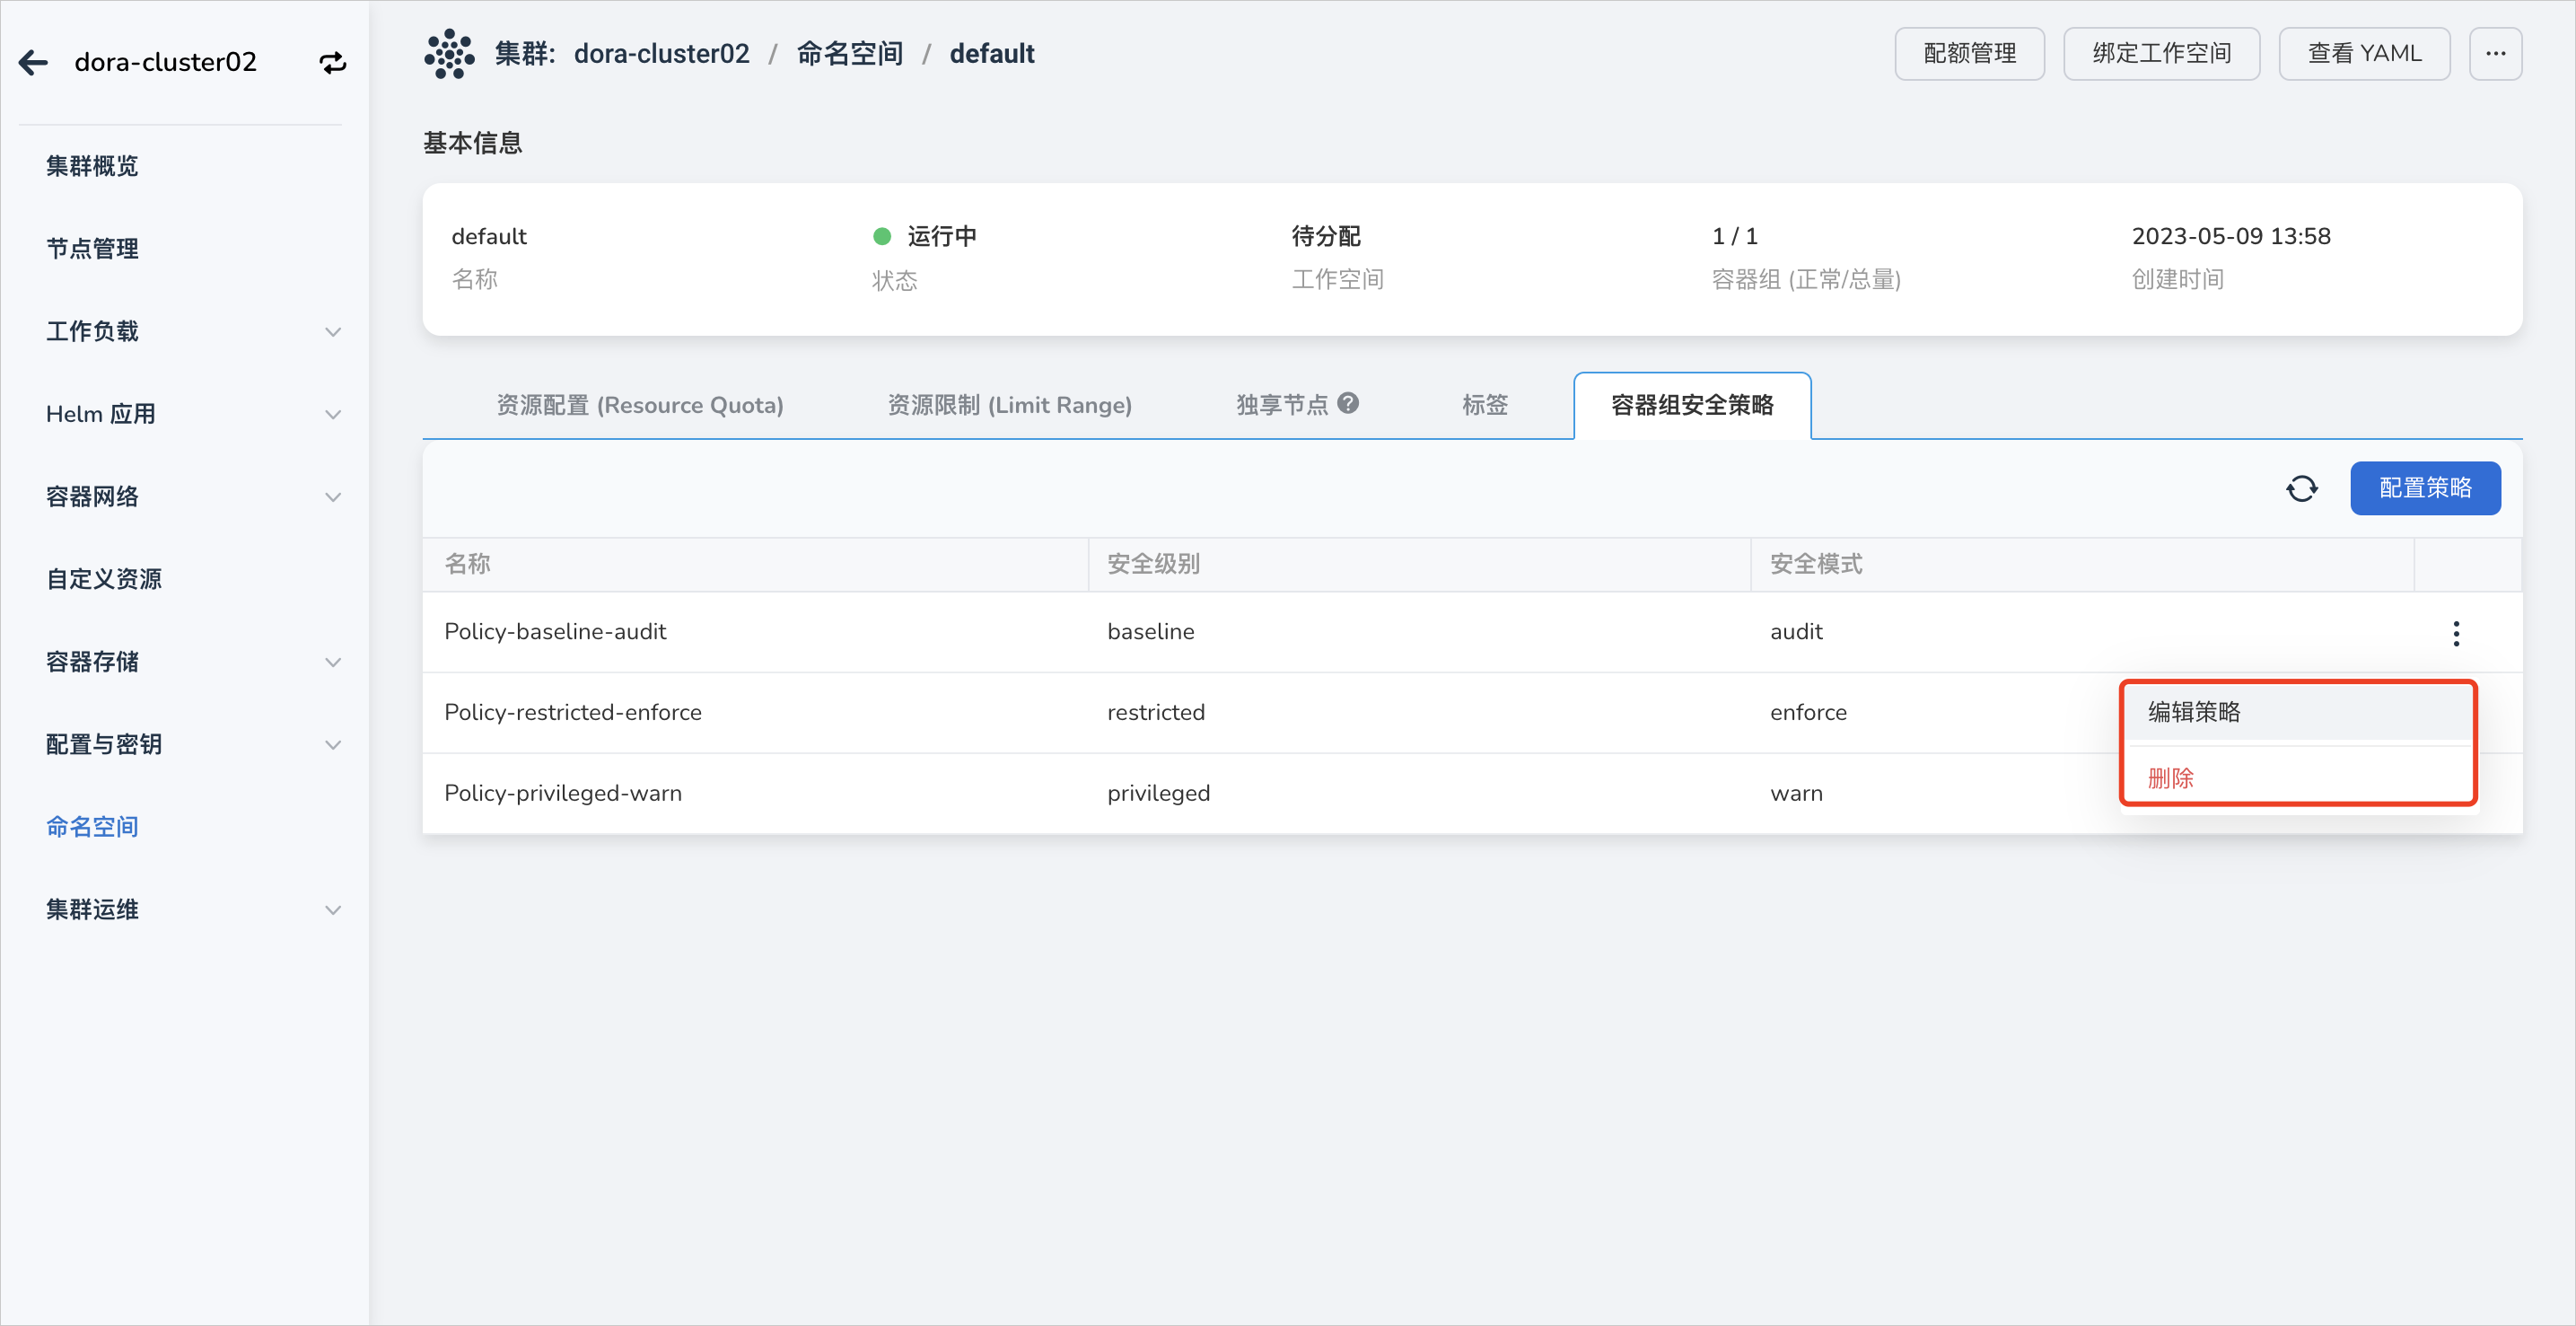 dora-cluster02
集群概览
节点管理
工作负载
Helm 应用
容器网络
自定义资源
容器存储
配置与密钥
命名空间
集群运维
集群: dora-cluster02 / 命名空间 / default
配额管理
绑定工作空间
查看 YAML
基本信息
default
名称
运行中
状态
待分配
工作空间
1 / 1
容器组 (正常/总量)
2023-05-09 13:58
创建时间
资源配置 (Resource Quota)
资源限制 (Limit Range)
独享节点
标签
容器组安全策略
配置策略
名称 安全级别 安全模式
Policy-baseline-audit baseline audit
Policy-restricted-enforce restricted enforce
Policy-privileged-warn privileged warn
编辑策略
删除